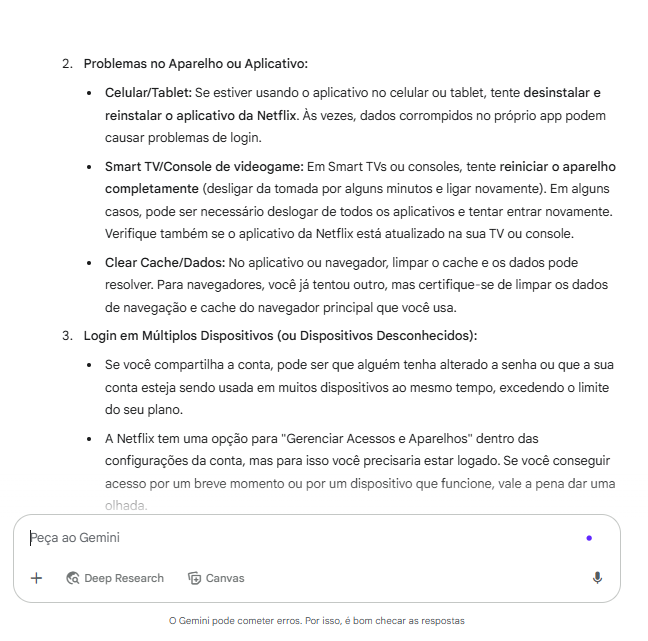 2. Problemas no Aparelho ou Aplicativo:
• Celular/Tablet: Se estiver usando o aplicativo no celular ou tablet, tente desinstalar e
reinstalar o aplicativo da Netflix. Às vezes, dados corrompidos no próprio app podem
causar problemas de login.
• Smart TV/Console de videogame: Em Smart TVs ou consoles, tente reiniciar o aparelho
completamente (desligar da tomada por alguns minutos e ligar novamente). Em alguns
casos, pode ser necessário deslogar de todos os aplicativos e tentar entrar novamente.
Verifique também se o aplicativo da Netflix está atualizado na sua TV ou console.
• Clear Cache/Dados: No aplicativo ou navegador, limpar o cache e os dados pode
resolver. Para navegadores, você já tentou outro, mas certifique-se de limpar os dados
de navegação e cache do navegador principal que você usa.
3. Login em Múltiplos Dispositivos (ou Dispositivos Desconhecidos):
• Se você compartilha a conta, pode ser que alguém tenha alterado a senha ou que a sua
conta esteja sendo usada em muitos dispositivos ao mesmo tempo, excedendo o limite
do seu plano.
• A Netflix tem uma opção para "Gerenciar Acessos e Aparelhos" dentro das
configurações da conta, mas para isso você precisaria estar logado. Se você conseguir
acesso por um breve momento ou por um dispositivo que funcione, vale a pena dar uma
olhada.
Peça ao Gemini
Deep Research Canvas
O Gemini pode cometer erros. Por isso, é bom checar as respostas